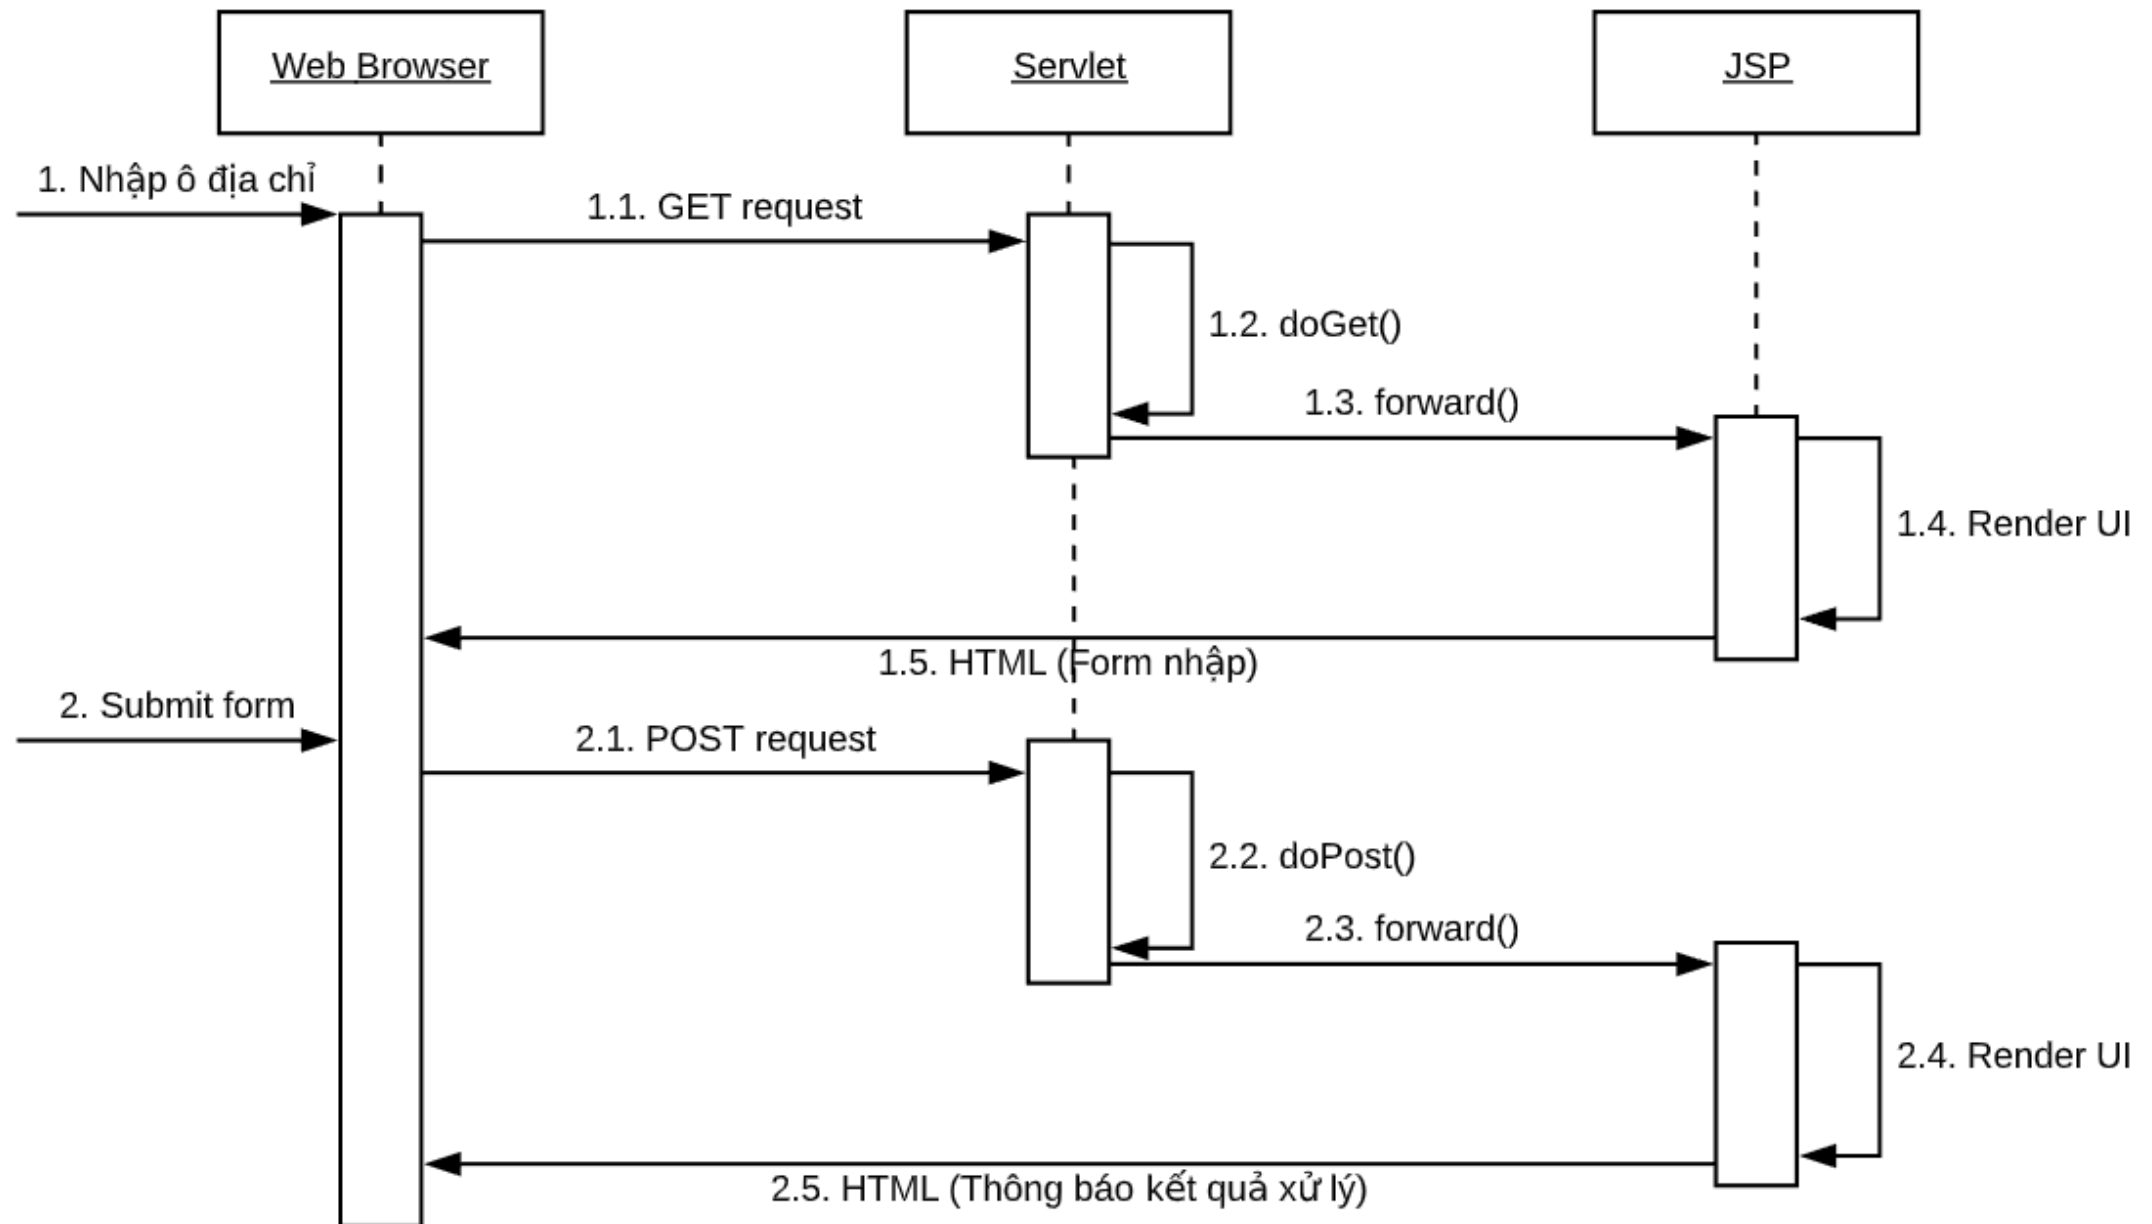 Web Browser
Servlet
JSP
1. Nhập ô địa chỉ
1.1. GET request
1.2. doGet()
1.3. forward()
1.4. Render UI
1.5. HTML (Form nhập)
2. Submit form
2.1. POST request
2.2. doPost()
2.3. forward()
2.4. Render UI
2.5. HTML (Thông báo kết quả xử lý)